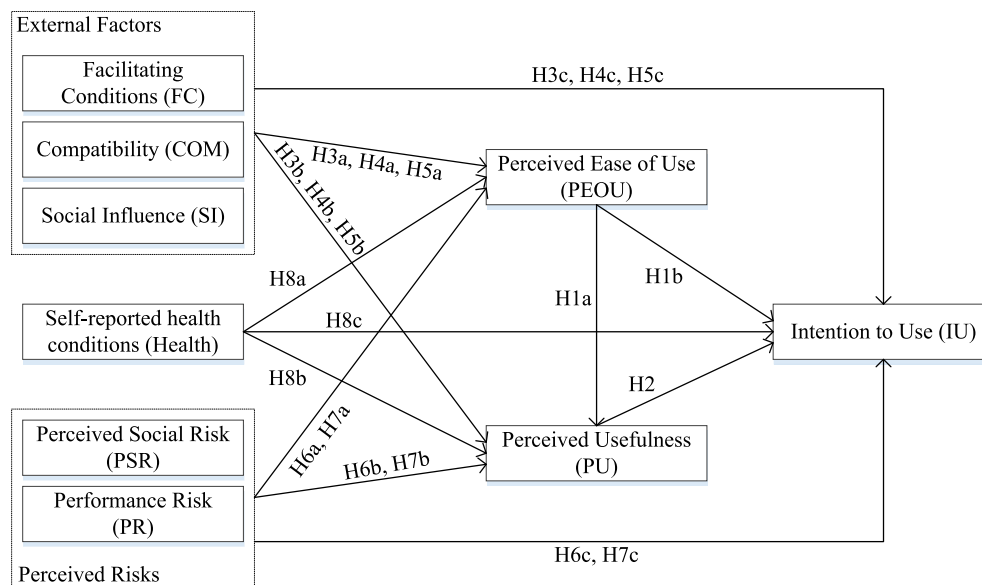 External Factors
Facilitating
Conditions (FC)
Compatibility (COM)
Social Influence (SI)
H3c, H4c, H5c
H3a, H4a, H5a
H3b, H4b, H5b
Perceived Ease of Use
(PEOU)
H8a
H1a
H1b
Self-reported health
conditions (Health)
H8c
Intention to Use (IU)
H8b
H2
H6a, H7a
Perceived Social Risk
(PSR)
Performance Risk
(PR)
H6b, H7b
Perceived Usefulness
(PU)
H6c, H7c
Perceived Risks